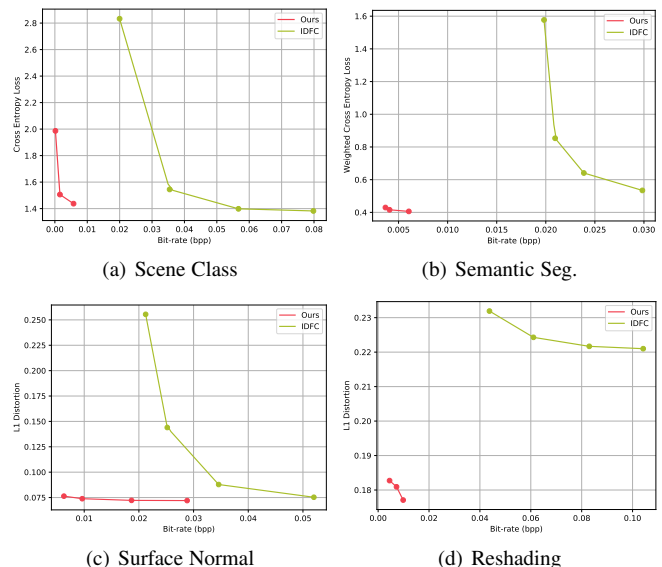 Ours
IDFC
2.8
2.6
2.4
2.2
2.0
1.8
1.6
1.4
Cross Entropy Loss
0.00 0.01 0.02 0.03 0.04 0.05 0.06 0.07 0.08
Bit-rate (bpp)
(a) Scene Class
Ours
IDFC
1.6
1.4
1.2
1.0
0.8
0.6
0.4
Weighted Cross Entropy Loss
0.005 0.010 0.015 0.020 0.025 0.030
Bit-rate (bpp)
(b) Semantic Seg.
Ours
IDFC
0.250
0.225
0.200
0.175
0.150
0.125
0.100
0.075
L1 Distortion
0.01 0.02 0.03 0.04 0.05
Bit-rate (bpp)
(c) Surface Normal
Ours
IDFC
0.23
0.22
0.21
0.20
0.19
0.18
L1 Distortion
0.00 0.02 0.04 0.06 0.08 0.10
Bit-rate (bpp)
(d) Reshading